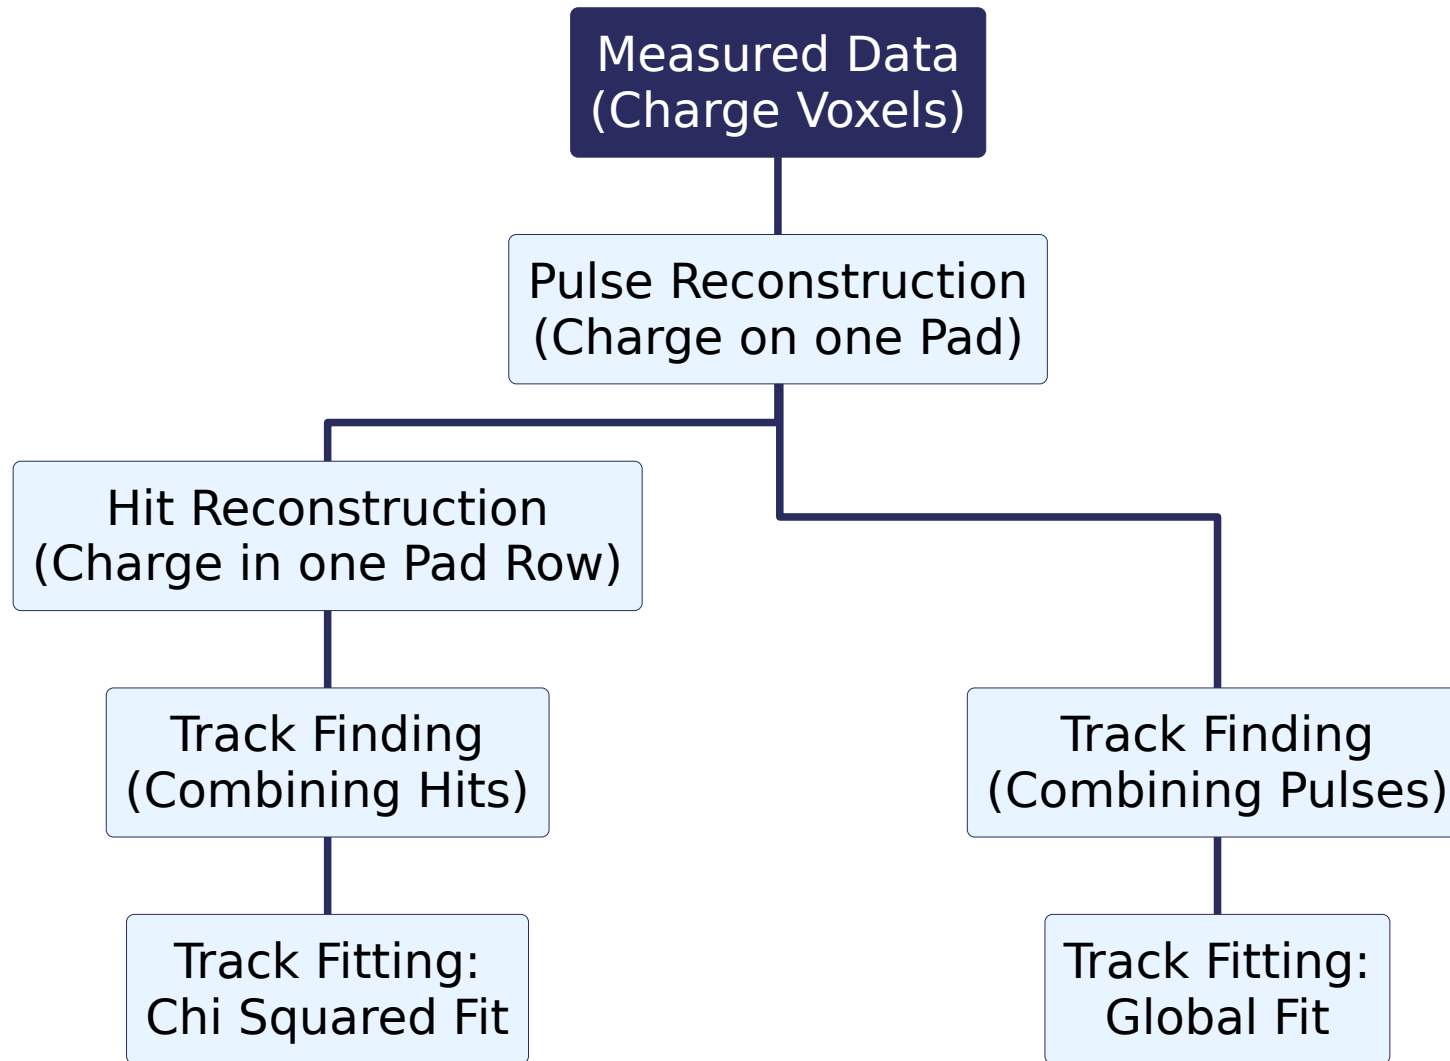 Measured Data
(Charge Voxels)
Pulse Reconstruction
(Charge on one Pad)
Hit Reconstruction
(Charge in one Pad Row)
Track Finding
(Combining Hits)
Track Finding
(Combining Pulses)
Track Fitting:
Chi Squared Fit
Track Fitting:
Global Fit